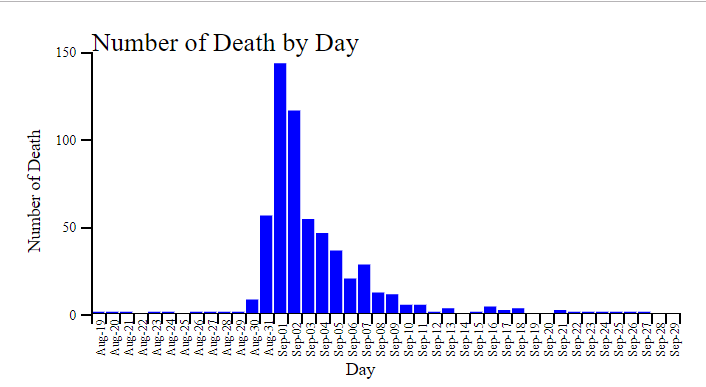 Number of Death by Day
150
100
50
0
Number of Death
Aug-19
Aug-20
Aug-21
Aug-22
Aug-23
Aug-24
Aug-25
Aug-26
Aug-27
Aug-28
Aug-29
Aug-30
Aug-31
Sep-01
Sep-02
Sep-03
Sep-04
Sep-05
Sep-06
Sep-07
Sep-08
Sep-09
Sep-10
Sep-11
Sep-12
Sep-13
Sep-14
Sep-15
Sep-16
Sep-17
Sep-18
Sep-19
Sep-20
Sep-21
Sep-22
Sep-23
Sep-24
Sep-25
Sep-26
Sep-27
Sep-28
Sep-29
Day